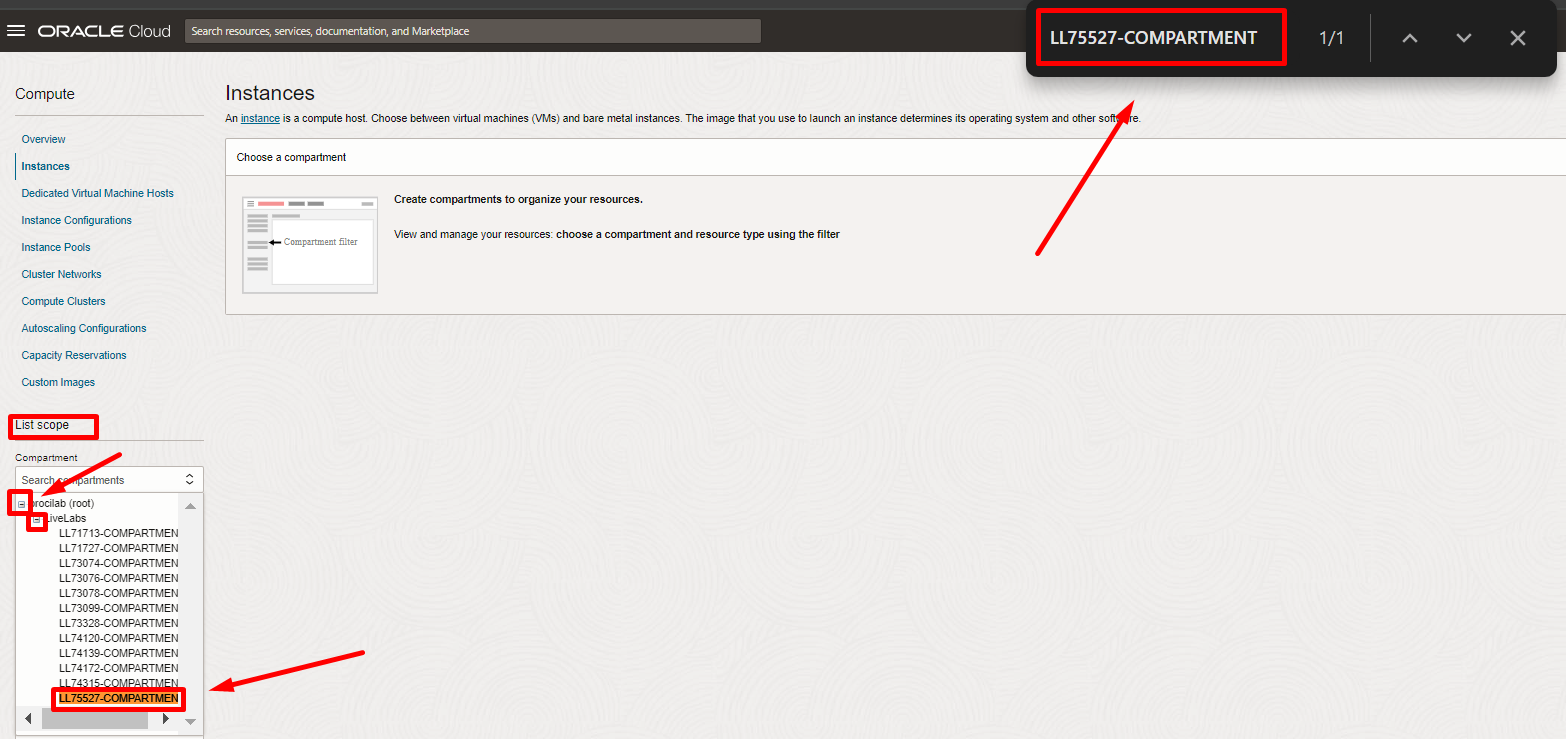 ORACLE Cloud
Search resources, services, documentation, and Marketplace
LL75527-COMPARTMENT
1/1
Compute
Overview
Instances
Dedicated Virtual Machine Hosts
Instance Configurations
Instance Pools
Cluster Networks
Compute Clusters
Autoscaling Configurations
Capacity Reservations
Custom Images
Instances
An instance is a compute host. Choose between virtual machines (VMs) and bare metal instances. The image that you use to launch an instance determines its operating system and other software.
Choose a compartment
Compartment filter
Create compartments to organize your resources.
View and manage your resources: choose a compartment and resource type using the filter
List scope
Compartment
Search compartments
procilab (root)
LiveLabs
LL71713-COMPARTMEN
LL71727-COMPARTMEN
LL73074-COMPARTMEN
LL73076-COMPARTMEN
LL73078-COMPARTMEN
LL73099-COMPARTMEN
LL73328-COMPARTMEN
LL74120-COMPARTMEN
LL74139-COMPARTMEN
LL74172-COMPARTMEN
LL74315-COMPARTMEN
LL75527-COMPARTMEN